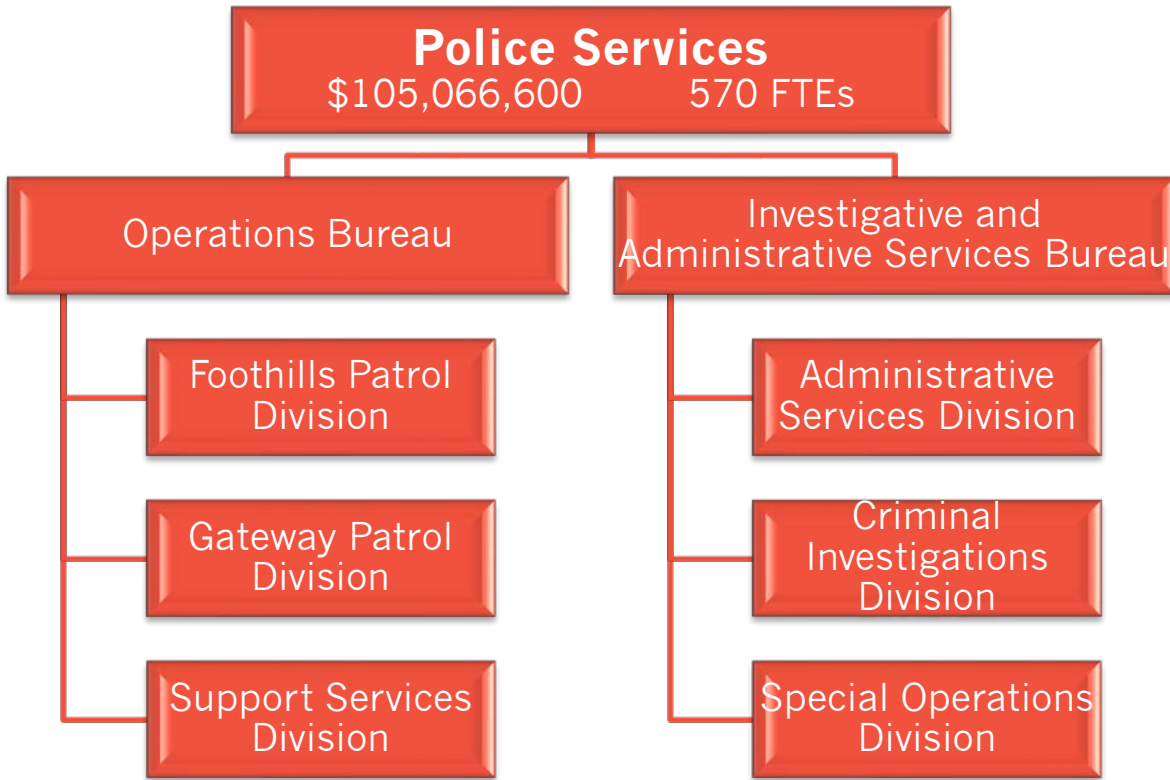 Police Services
$105,066,600 570 FTEs
Operations Bureau
Investigative and
Administrative Services Bureau
Foothills Patrol
Division
Gateway Patrol
Division
Support Services
Division
Administrative
Services Division
Criminal
Investigations
Division
Special Operations
Division